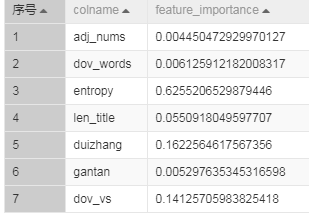 序号 colname feature_importance
1 adj_nums 0.004450472929970127
2 dov_words 0.006125912182008317
3 entropy 0.6255206529879446
4 len_title 0.0550918049597707
5 duizhang 0.1622564617567356
6 gantan 0.005297635345316598
7 dov_vs 0.14125705983825418